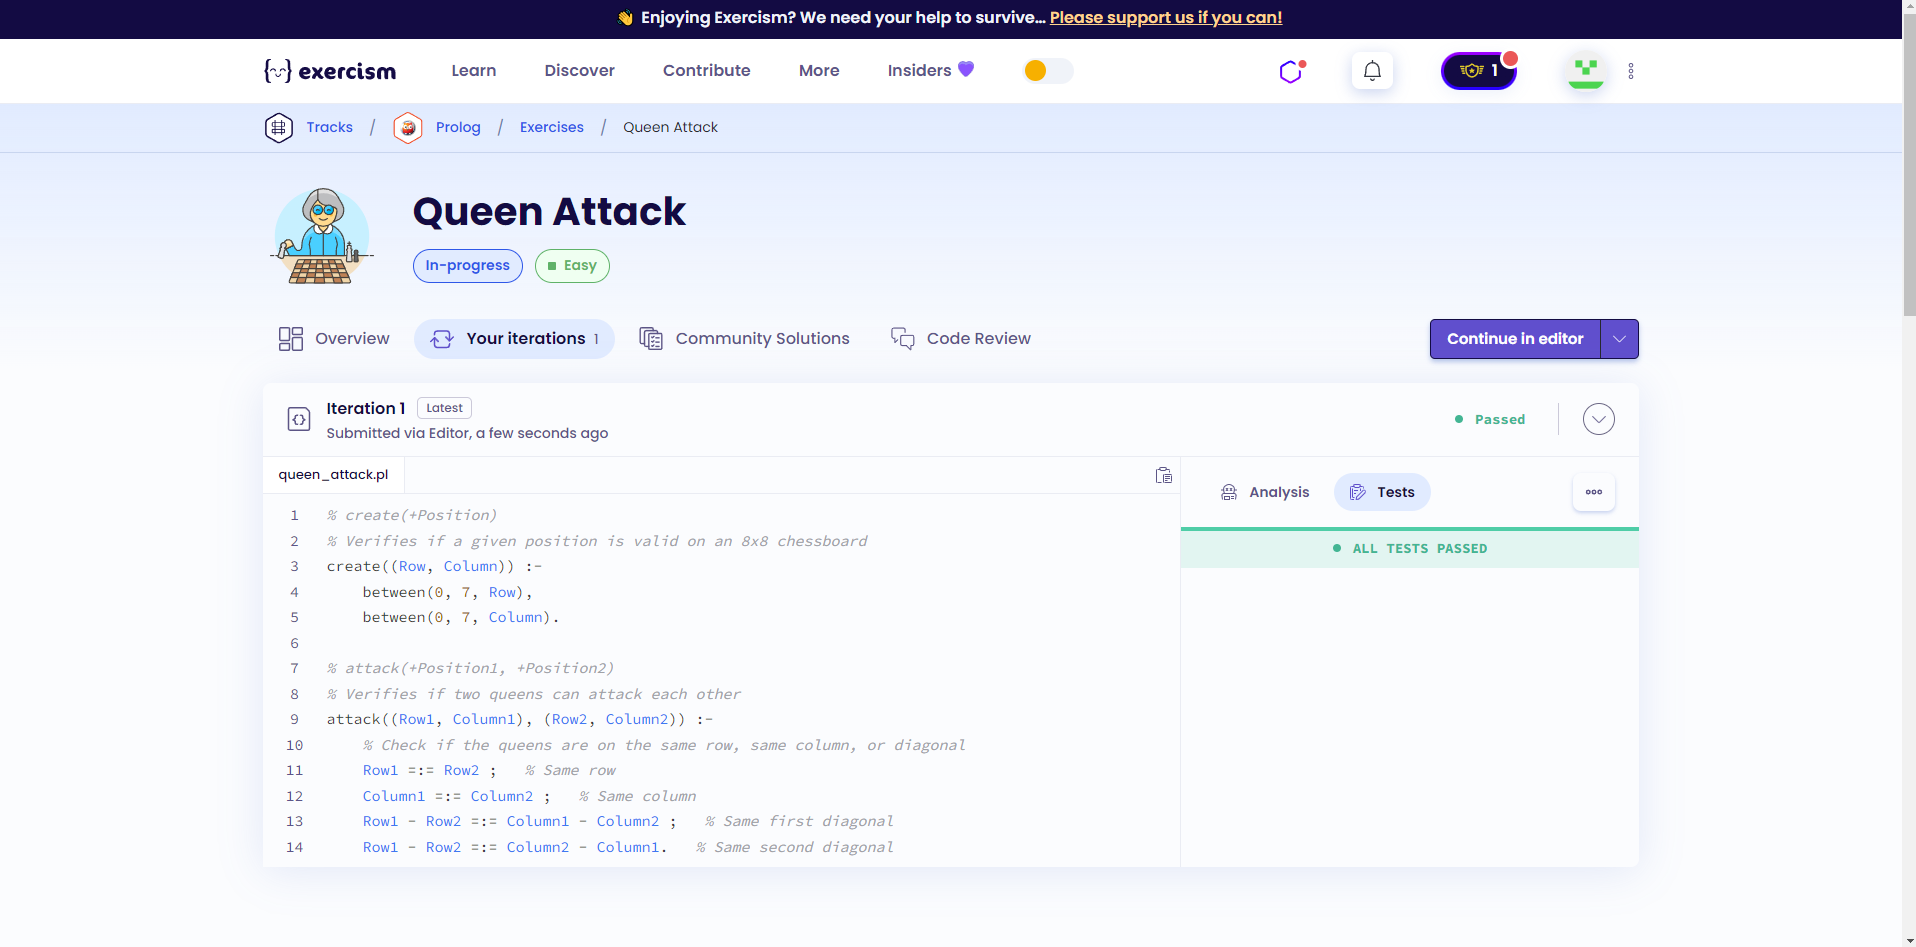 👋 Enjoying Exercism? We need your help to survive... Please support us if you can!
exercism Learn Discover Contribute More Insiders 💜 1
Tracks / Prolog / Exercises / Queen Attack
Queen Attack
In-progress Easy
Overview Your iterations 1 Community Solutions Code Review Continue in editor
Iteration 1 Latest
Submitted via Editor, a few seconds ago
Passed
queen_attack.pl
Analysis Tests
ALL TESTS PASSED
1 % create(+Position)
2 % Verifies if a given position is valid on an 8x8 chessboard
3 create((Row, Column)) :-
4     between(0, 7, Row),
5     between(0, 7, Column).
6
7 % attack(+Position1, +Position2)
8 % Verifies if two queens can attack each other
9 attack((Row1, Column1), (Row2, Column2)) :-
10     % Check if the queens are on the same row, same column, or diagonal
11     Row1 =:= Row2 ;   % Same row
12     Column1 =:= Column2 ;   % Same column
13     Row1 - Row2 =:= Column1 - Column2 ;   % Same first diagonal
14     Row1 - Row2 =:= Column2 - Column1.   % Same second diagonal